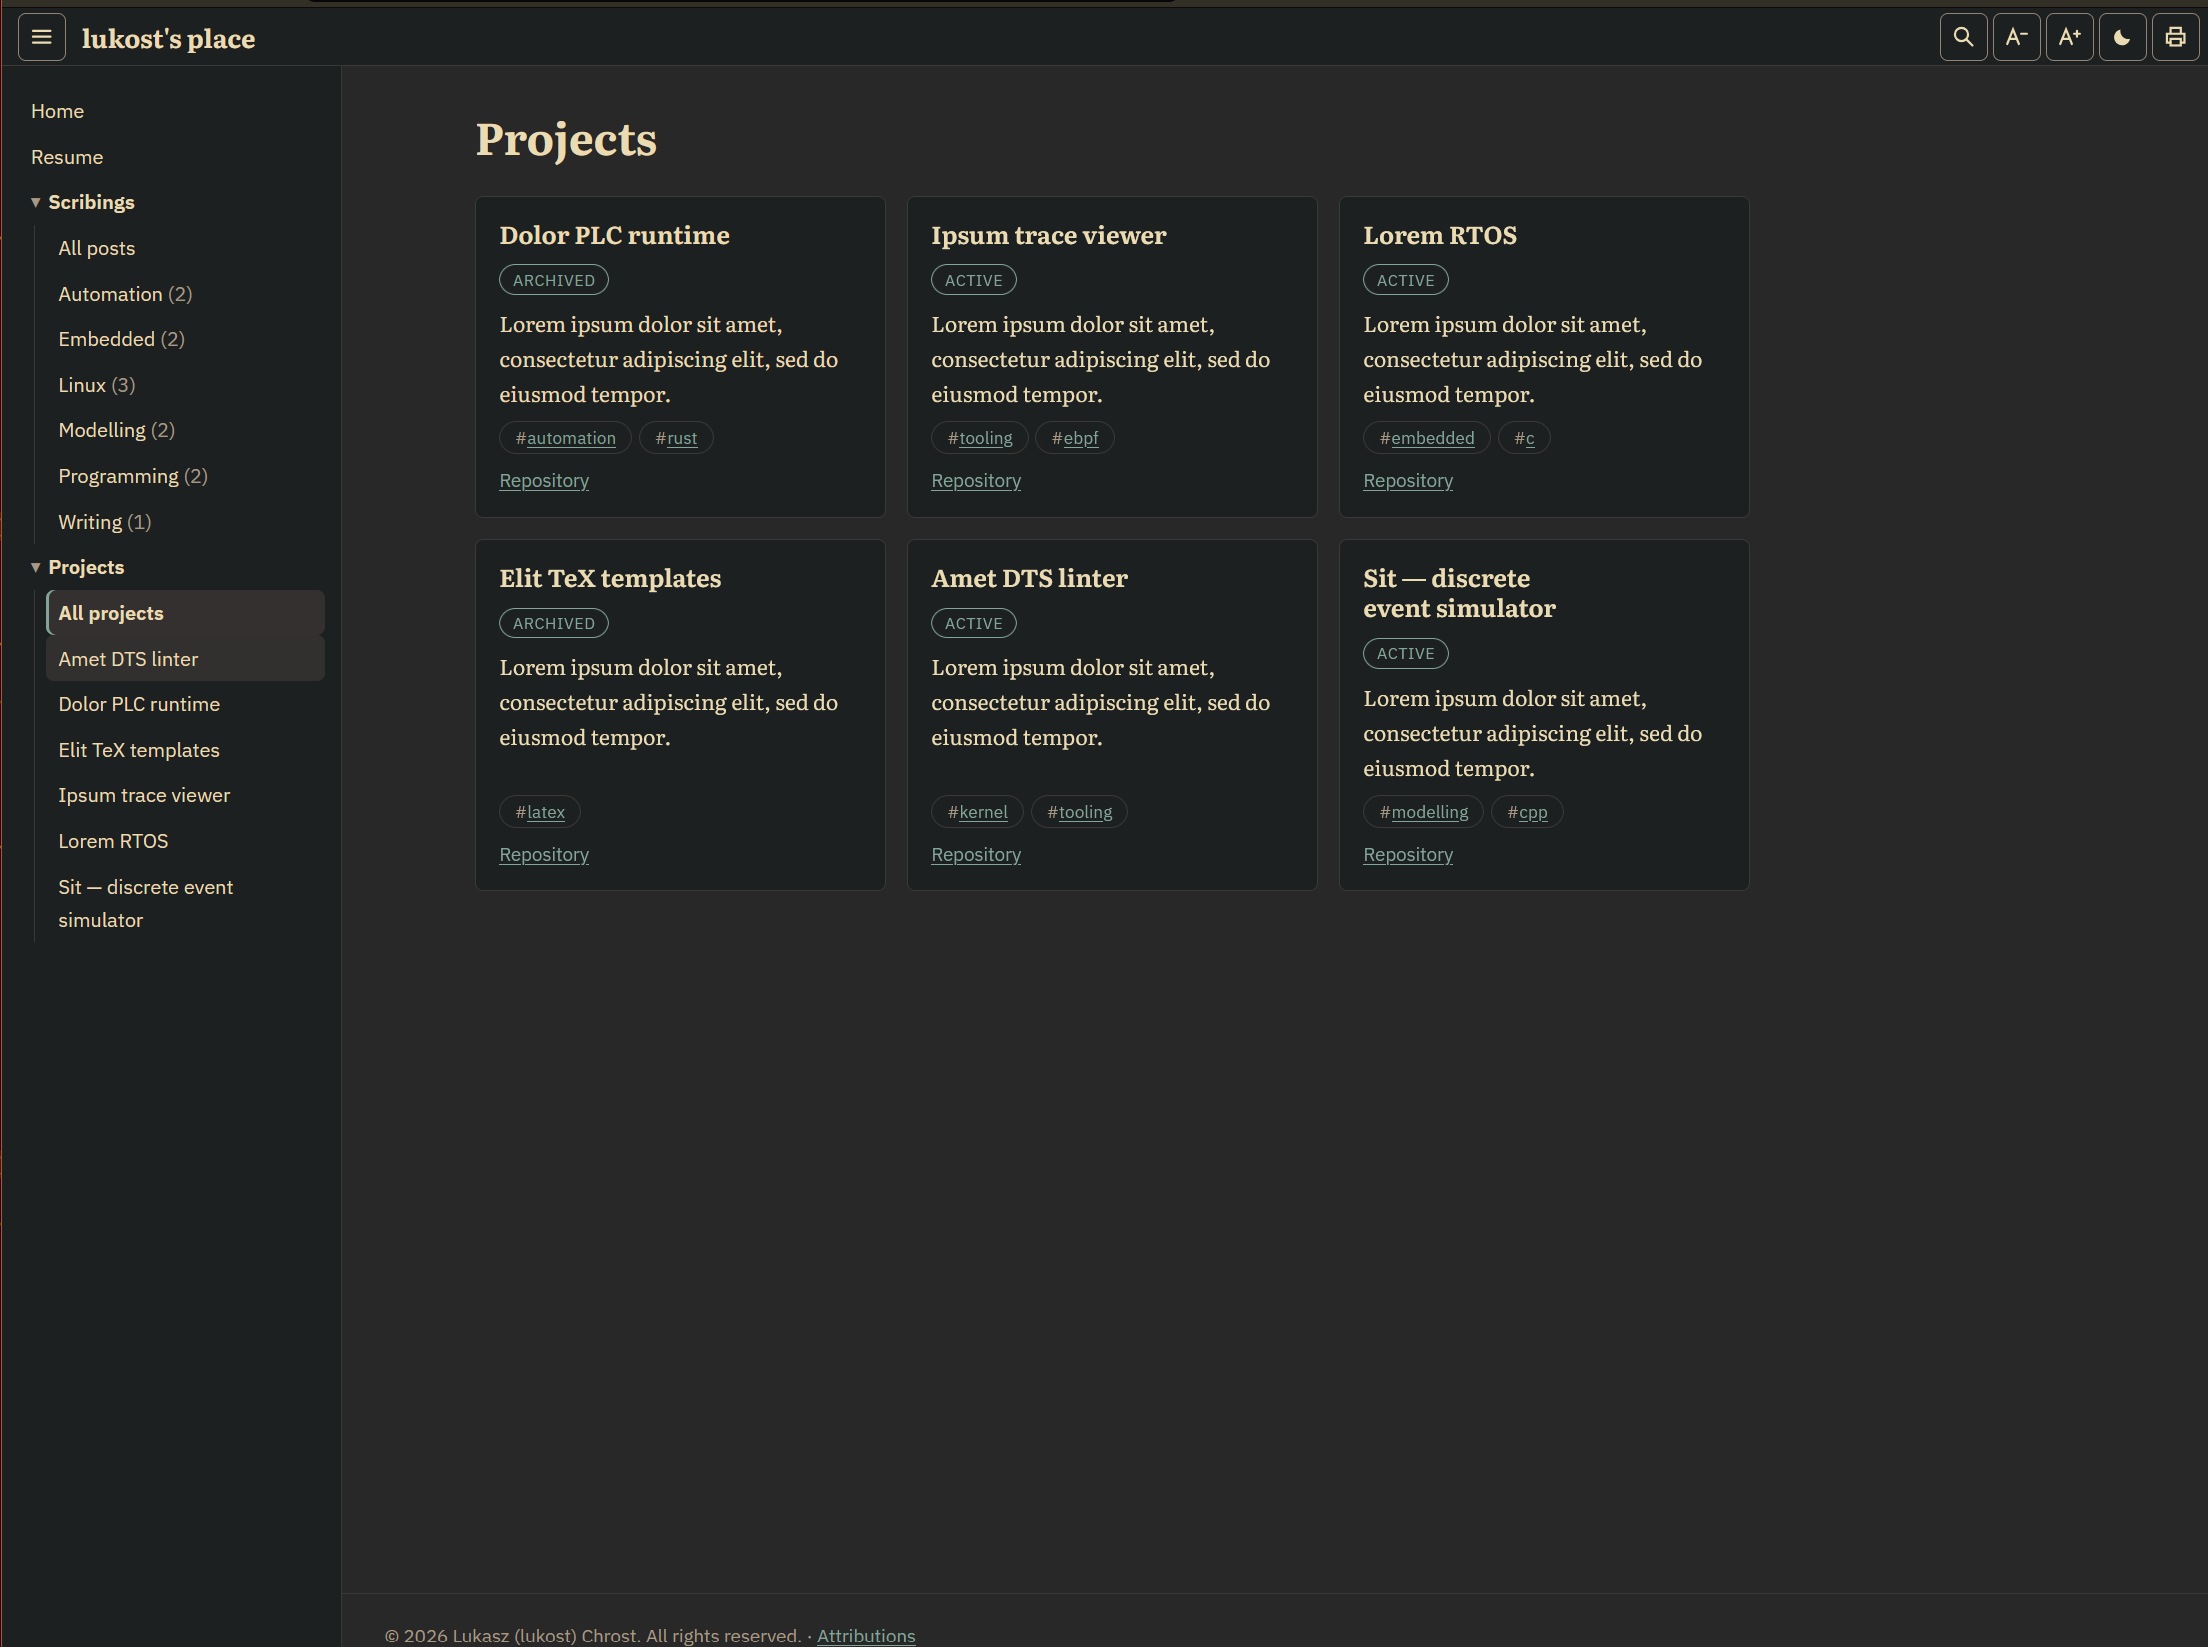 lukost's place
A-
A+
Home
Resume
▾ Scribings
All posts
Automation (2)
Embedded (2)
Linux (3)
Modelling (2)
Programming (2)
Writing (1)
▾ Projects
All projects
Amet DTS linter
Dolor PLC runtime
Elit TeX templates
Ipsum trace viewer
Lorem RTOS
Sit — discrete event
simulator
Projects
Dolor PLC runtime
ARCHIVED
Lorem ipsum dolor sit amet,
consectetur adipiscing elit, sed do
eiusmod tempor.
#automation #rust
Repository
Ipsum trace viewer
ACTIVE
Lorem ipsum dolor sit amet,
consectetur adipiscing elit, sed do
eiusmod tempor.
#tooling #ebpf
Repository
Lorem RTOS
ACTIVE
Lorem ipsum dolor sit amet,
consectetur adipiscing elit, sed do
eiusmod tempor.
#embedded #c
Repository
Elit TeX templates
ARCHIVED
Lorem ipsum dolor sit amet,
consectetur adipiscing elit, sed do
eiusmod tempor.
#latex
Repository
Amet DTS linter
ACTIVE
Lorem ipsum dolor sit amet,
consectetur adipiscing elit, sed do
eiusmod tempor.
#kernel #tooling
Repository
Sit — discrete
event simulator
ACTIVE
Lorem ipsum dolor sit amet,
consectetur adipiscing elit, sed do
eiusmod tempor.
#modelling #cpp
Repository
© 2026 Lukasz (lukost) Chrost. All rights reserved. · Attributions